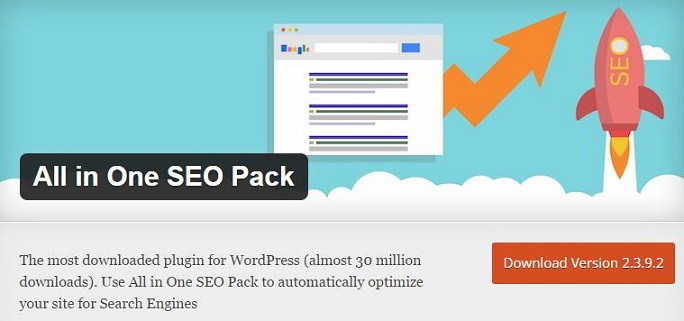 SEO
All in One SEO Pack
The most downloaded plugin for WordPress (almost 30 million
downloads). Use All in One SEO Pack to automatically optimize
your site for Search Engines
Download Version 2.3.9.2